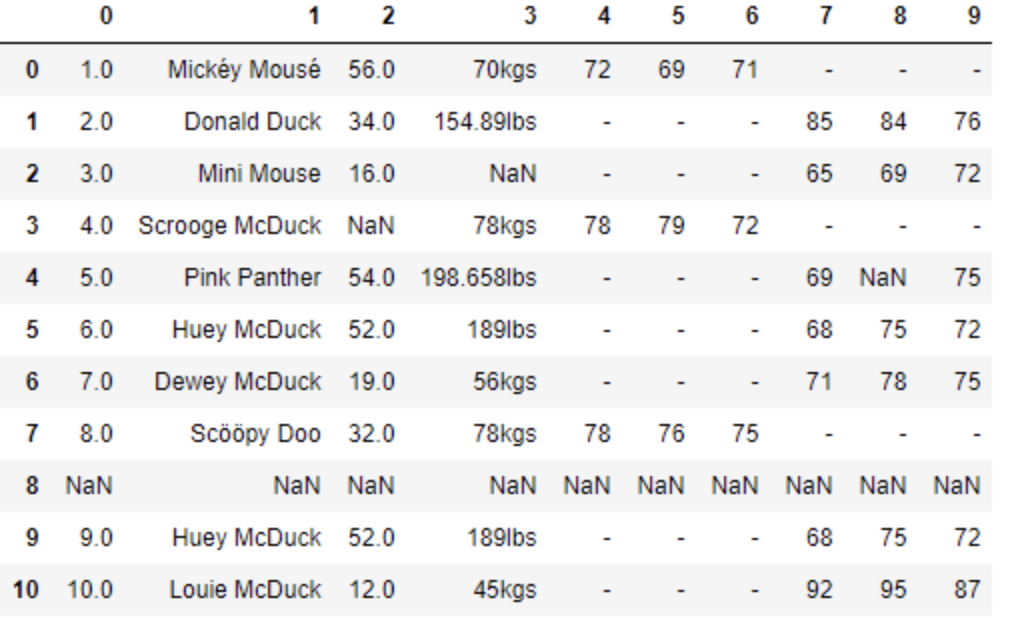 0 1 2 3 4 5 6 7 8 9
0 1.0 Mickéy Mousé 56.0 70kgs 72 69 71 - - -
1 2.0 Donald Duck 34.0 154.89lbs - - - 85 84 76
2 3.0 Mini Mouse 16.0 NaN - - - 65 69 72
3 4.0 Scrooge McDuck NaN 78kgs 78 79 72 - - -
4 5.0 Pink Panther 54.0 198.658lbs - - - 69 NaN 75
5 6.0 Huey McDuck 52.0 189lbs - - - 68 75 72
6 7.0 Dewey McDuck 19.0 56kgs - - - 71 78 75
7 8.0 Scööpy Doo 32.0 78kgs 78 76 75 - - -
8 NaN NaN NaN NaN NaN NaN NaN NaN NaN NaN
9 9.0 Huey McDuck 52.0 189lbs - - - 68 75 72
10 10.0 Louie McDuck 12.0 45kgs - - - 92 95 87